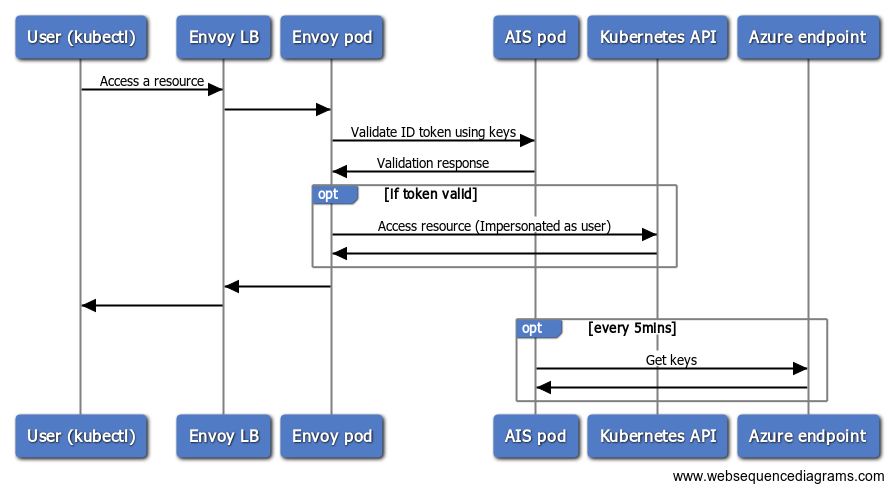 User (kubectl) Envoy LB Envoy pod AIS pod Kubernetes API Azure endpoint
Access a resource
Validate ID token using keys
Validation response
opt [if token valid]
Access resource (Impersonated as user)
opt [every 5mins]
Get keys
User (kubectl) Envoy LB Envoy pod AIS pod Kubernetes API Azure endpoint
www.websequencediagrams.com